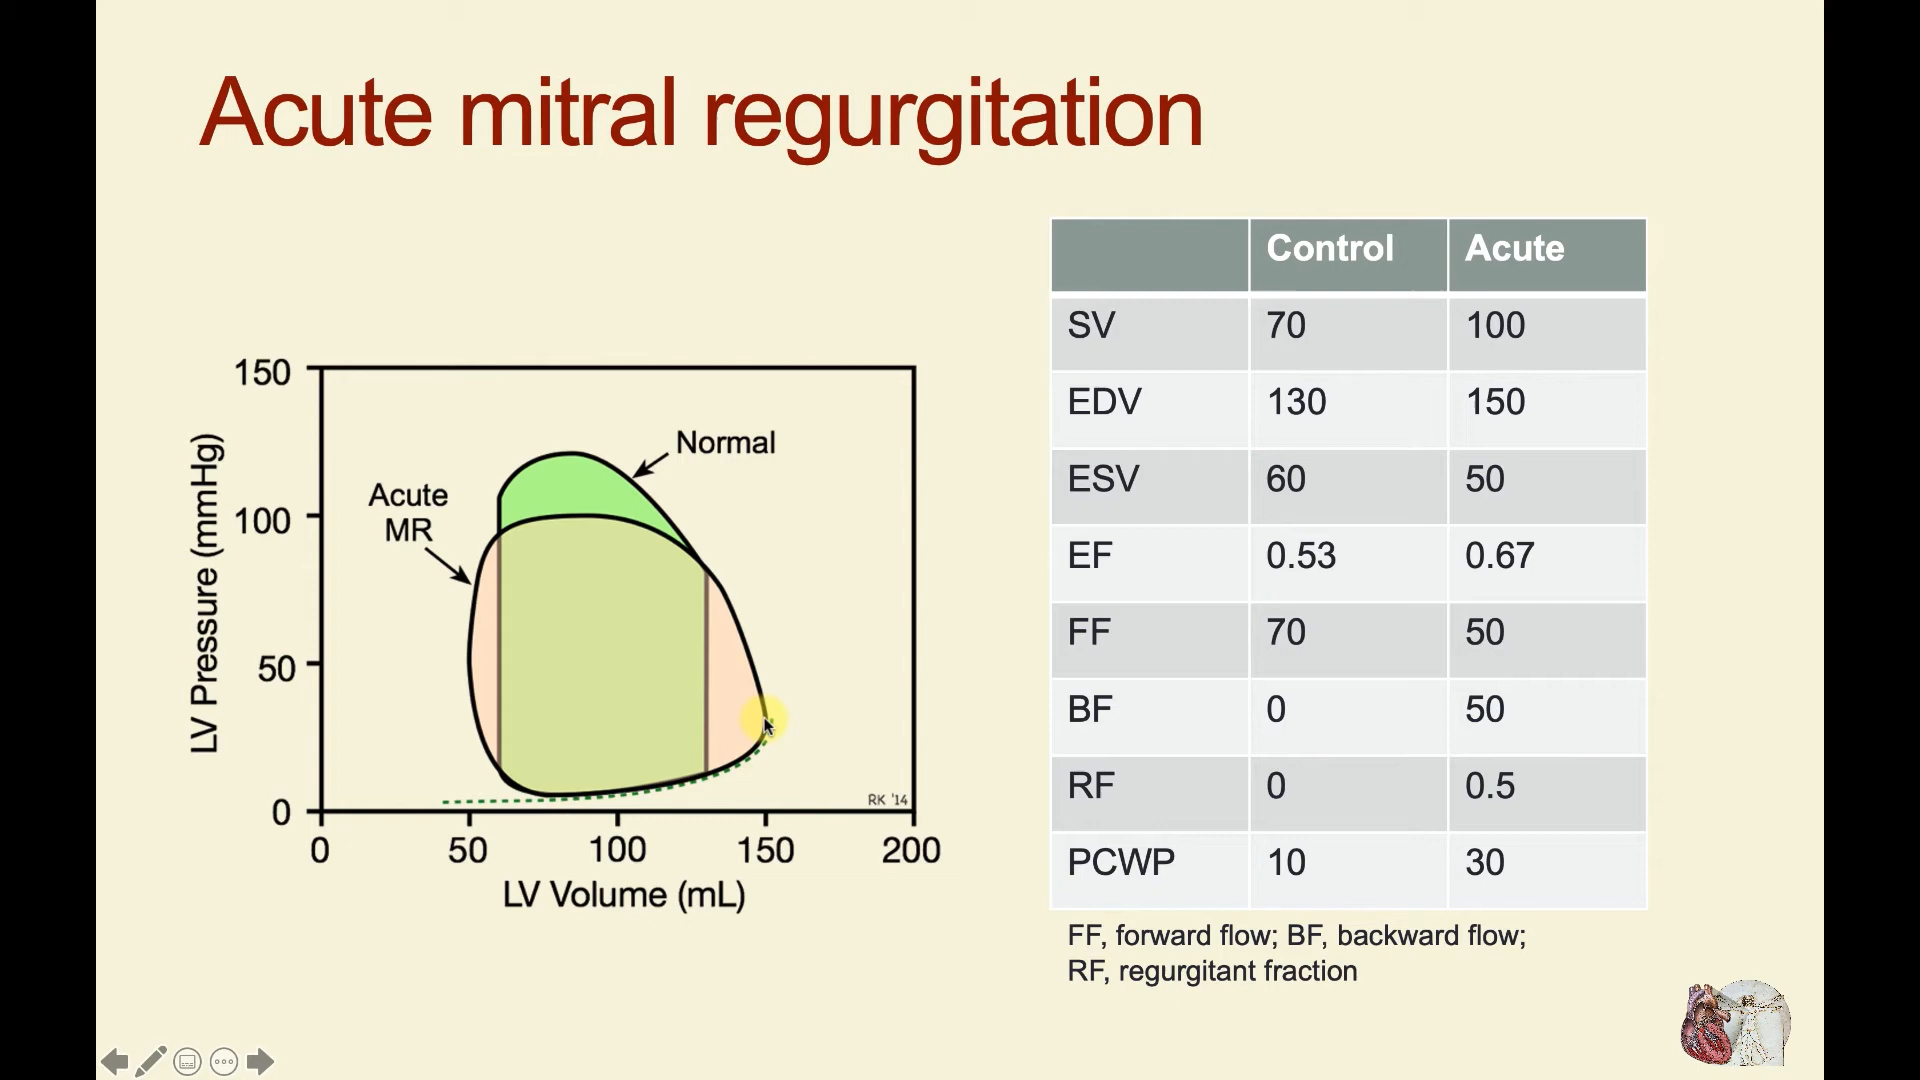 Acute mitral regurgitation
150
100
50
0
0 50 100 150 200
LV Pressure (mmHg)
LV Volume (mL)
Normal
Acute
MR
RK '14
Control Acute
SV 70 100
EDV 130 150
ESV 60 50
EF 0.53 0.67
FF 70 50
BF 0 50
RF 0 0.5
PCWP 10 30
FF, forward flow; BF, backward flow;
RF, regurgitant fraction